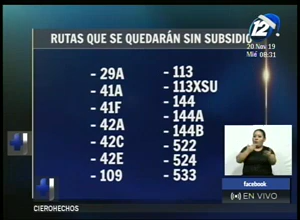 RUTAS QUE SE QUEDARÁN SIN SUBSIDIO
12
20 Nov 19
Mié 08:31
- 29A
- 41A
- 41F
- 42A
- 42C
- 42E
- 109
- 113
- 113XSU
- 144
- 144A
- 144B
- 522
- 524
- 533
facebook
EN VIVO
CIEROHECHOS